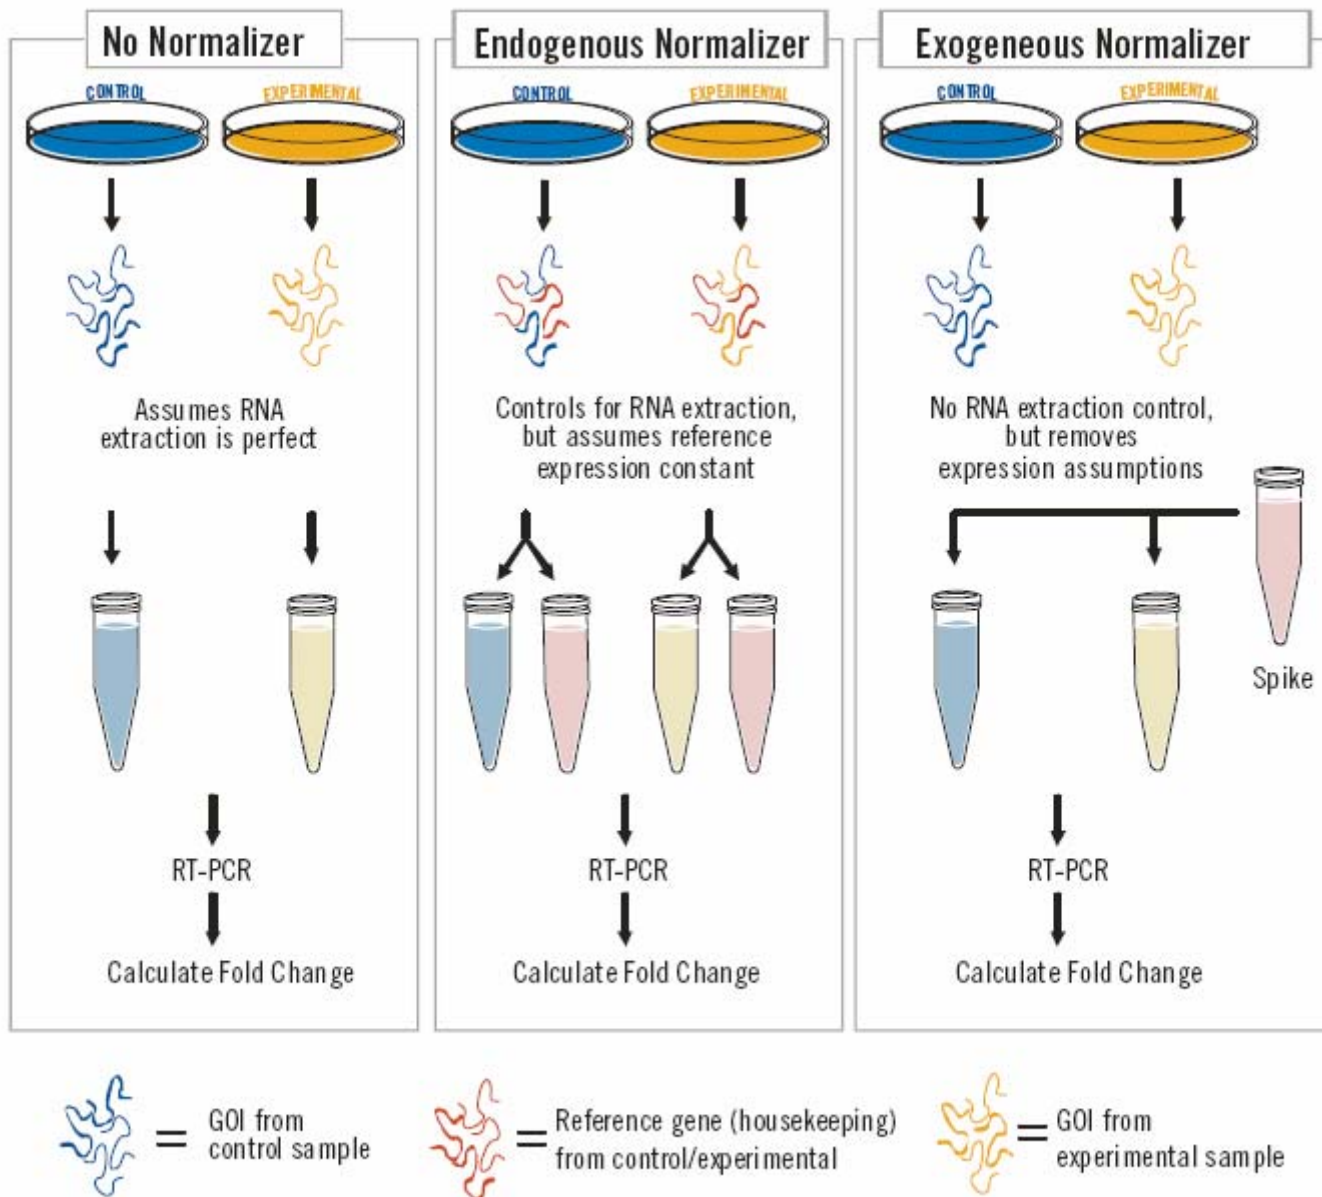 No Normalizer
CONTROL
EXPERIMENTAL
Assumes RNA
extraction is perfect
RT-PCR
Calculate Fold Change
Endogenous Normalizer
CONTROL
EXPERIMENTAL
Controls for RNA extraction,
but assumes reference
expression constant
RT-PCR
Calculate Fold Change
Exogeneous Normalizer
CONTROL
EXPERIMENTAL
No RNA extraction control,
but removes
expression assumptions
Spike
RT-PCR
Calculate Fold Change
= GOI from
control sample
= Reference gene (housekeeping)
from control/experimental
= GOI from
experimental sample